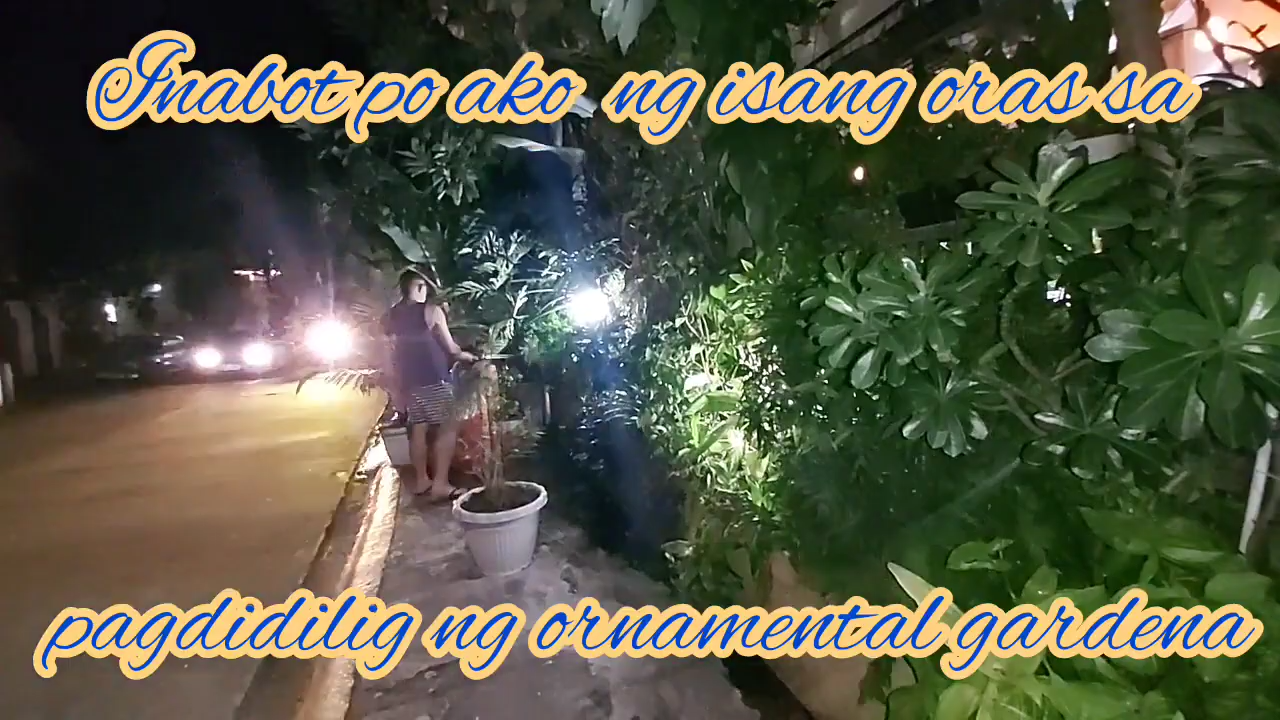 Inabot po ako ng isang oras sa
pagdidilig ng ornamental gardena